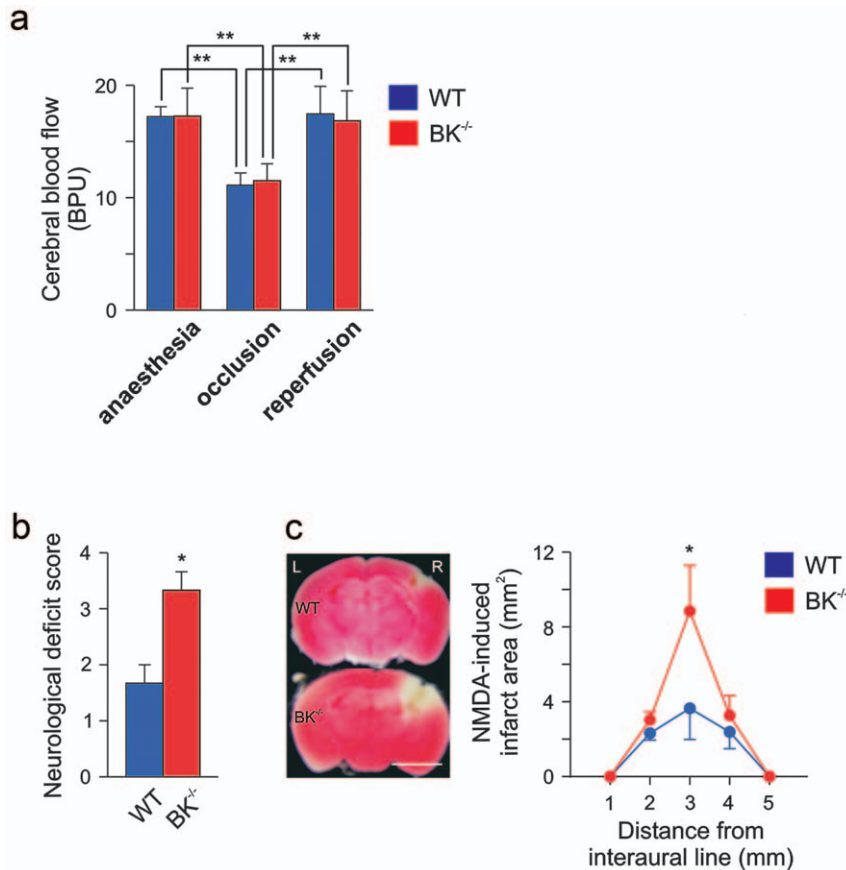 a
** ** **
** **
20
10
0
Cerebral blood flow
(BPU)
anaesthesia
occlusion
reperfusion
WT
BK-/-
b
Neurological deficit score
4
3
2
1
0
*
WT
BK-/-
c
L R
WT
BK-/-
NMDA-induced
infarct area (mm²)
12
8
4
0
*
1 2 3 4 5
Distance from
interaural line (mm)
WT
BK-/-